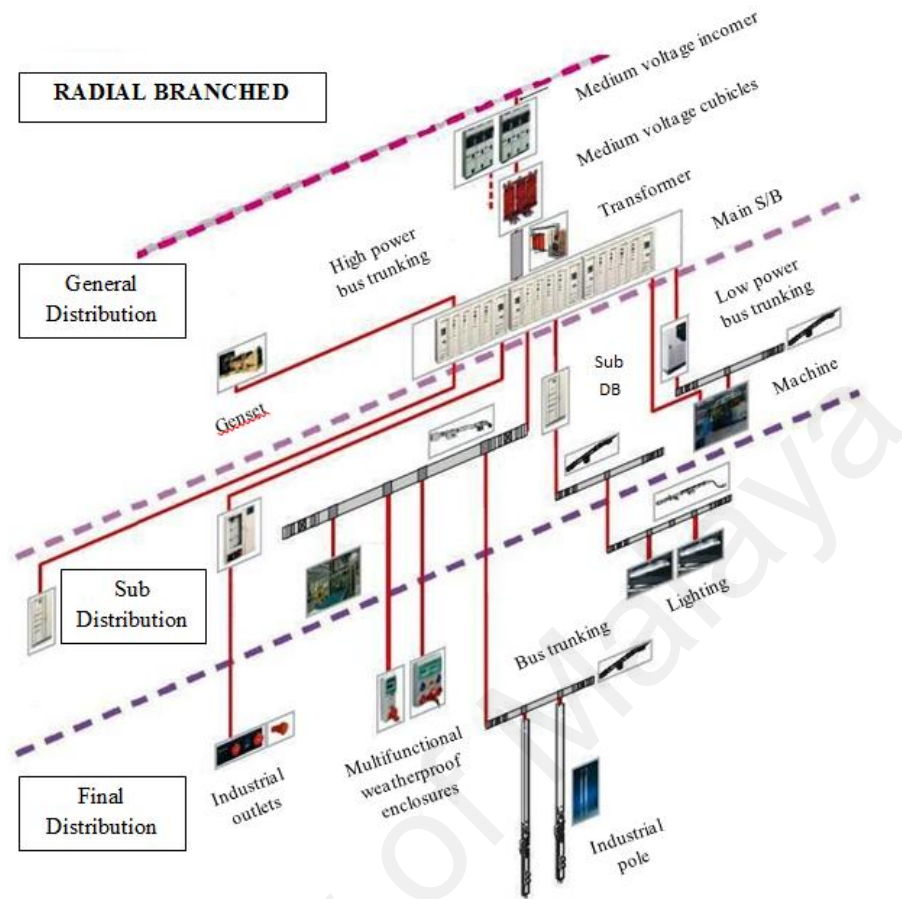 RADIAL BRANCHED
Medium voltage incomer
Medium voltage cubicles
Transformer
Main S/B
High power
bus trunking
General
Distribution
Low power
bus trunking
Sub
DB
Machine
Genset
Sub
Distribution
Lighting
Bus trunking
Multifunctional
weatherproof
enclosures
Industrial
outlets
Final
Distribution
Industrial
pole
of Malaya